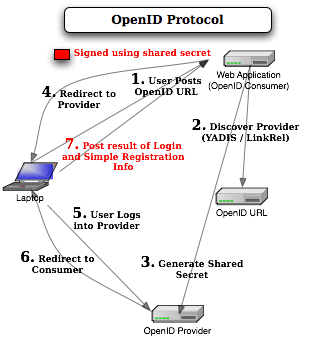 OpenID Protocol
Signed using shared secret
1. User Posts
OpenID URL
Web Application
(OpenID Consumer)
4. Redirect to
Provider
2. Discover Provider
(YADIS / LinkRel)
7. Post result of Login
and Simple Registration
Info
Laptop
OpenID URL
5. User Logs
into Provider
6. Redirect to
Consumer
3. Generate Shared
Secret
OpenID Provider